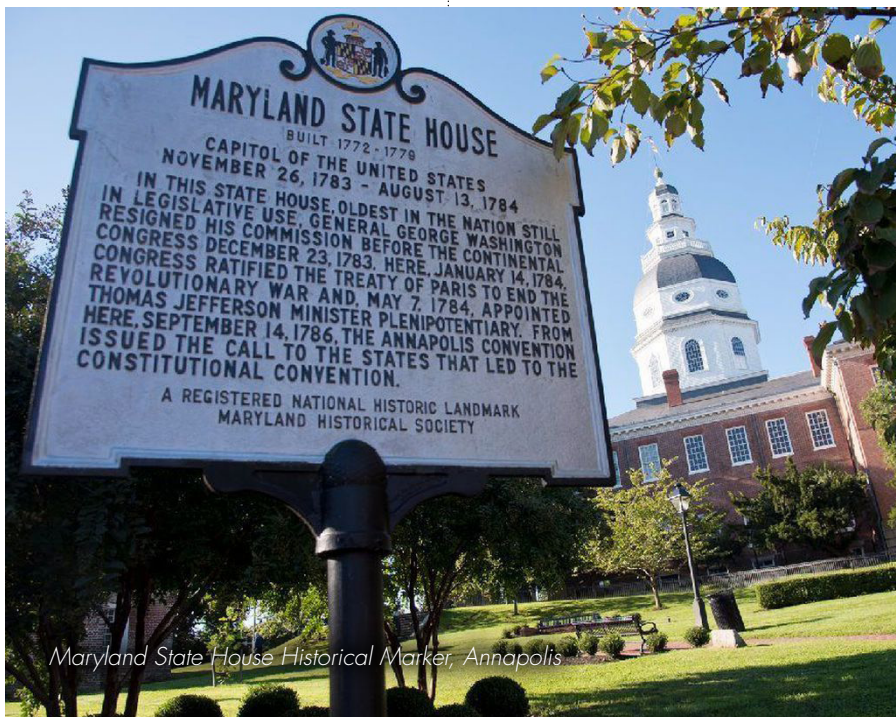 MARYLAND STATE HOUSE
BUILT 1772-1779
CAPITOL OF THE UNITED STATES
NOVEMBER 26, 1783 - AUGUST 13, 1784
IN THIS STATE HOUSE, OLDEST IN THE NATION STILL
IN LEGISLATIVE USE, GENERAL GEORGE WASHINGTON
RESIGNED HIS COMMISSION BEFORE THE CONTINENTAL
CONGRESS DECEMBER 23, 1783. HERE, JANUARY 14, 1784,
CONGRESS RATIFIED THE TREATY OF PARIS TO END THE
REVOLUTIONARY WAR AND, MAY 7, 1784, APPOINTED
THOMAS JEFFERSON MINISTER PLENIPOTENTIARY. FROM
HERE, SEPTEMBER 14, 1786, THE ANNAPOLIS CONVENTION
ISSUED THE CALL TO THE STATES THAT LED TO THE
CONSTITUTIONAL CONVENTION.
A REGISTERED NATIONAL HISTORIC LANDMARK
MARYLAND HISTORICAL SOCIETY
Maryland State House Historical Marker, Annapolis